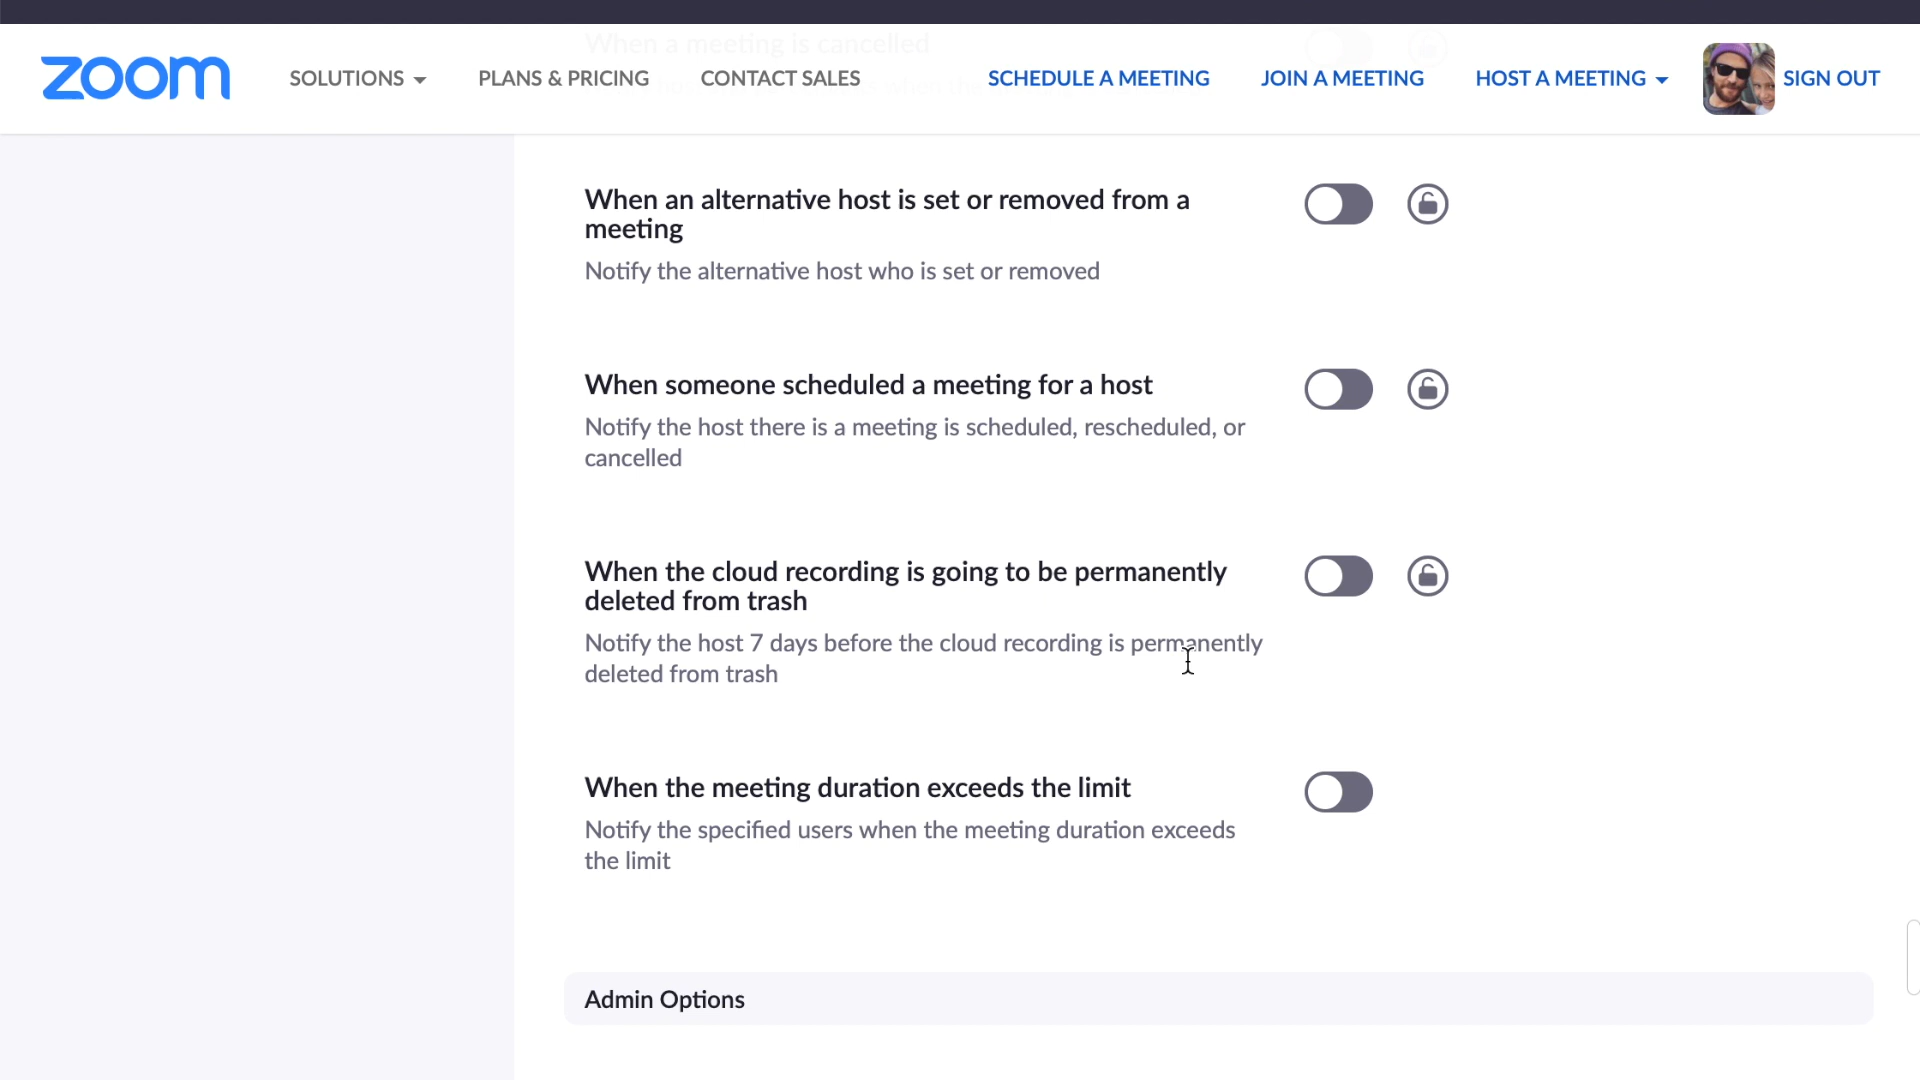 When a meeting is cancelled
zoom
SOLUTIONS
PLANS & PRICING
CONTACT SALES
SCHEDULE A MEETING
JOIN A MEETING
HOST A MEETING
SIGN OUT
When an alternative host is set or removed from a
meeting
Notify the alternative host who is set or removed
When someone scheduled a meeting for a host
Notify the host there is a meeting is scheduled, rescheduled, or
cancelled
When the cloud recording is going to be permanently
deleted from trash
Notify the host 7 days before the cloud recording is permanently
deleted from trash
When the meeting duration exceeds the limit
Notify the specified users when the meeting duration exceeds
the limit
Admin Options